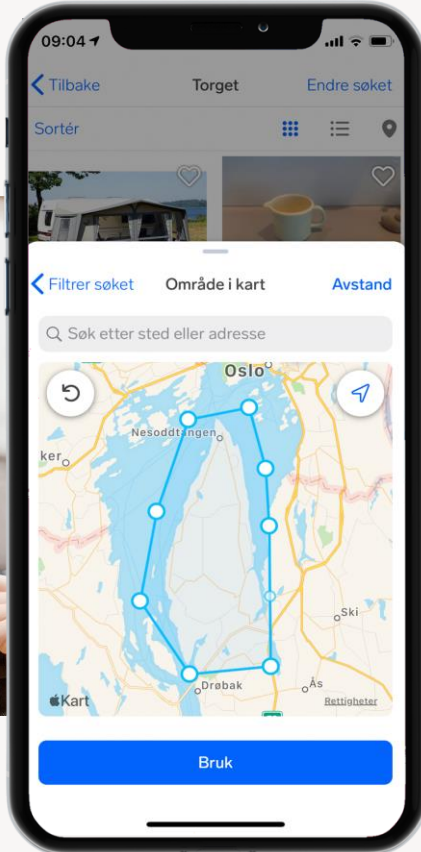 09:04
Tilbake
Torget
Endre søket
Sortér
Filtrer søket
Område i kart
Avstand
Søk etter sted eller adresse
Oslo
Nesoddtangen
ker
Ski
Drøbak
Ås
Kart
Rettigheter
Bruk